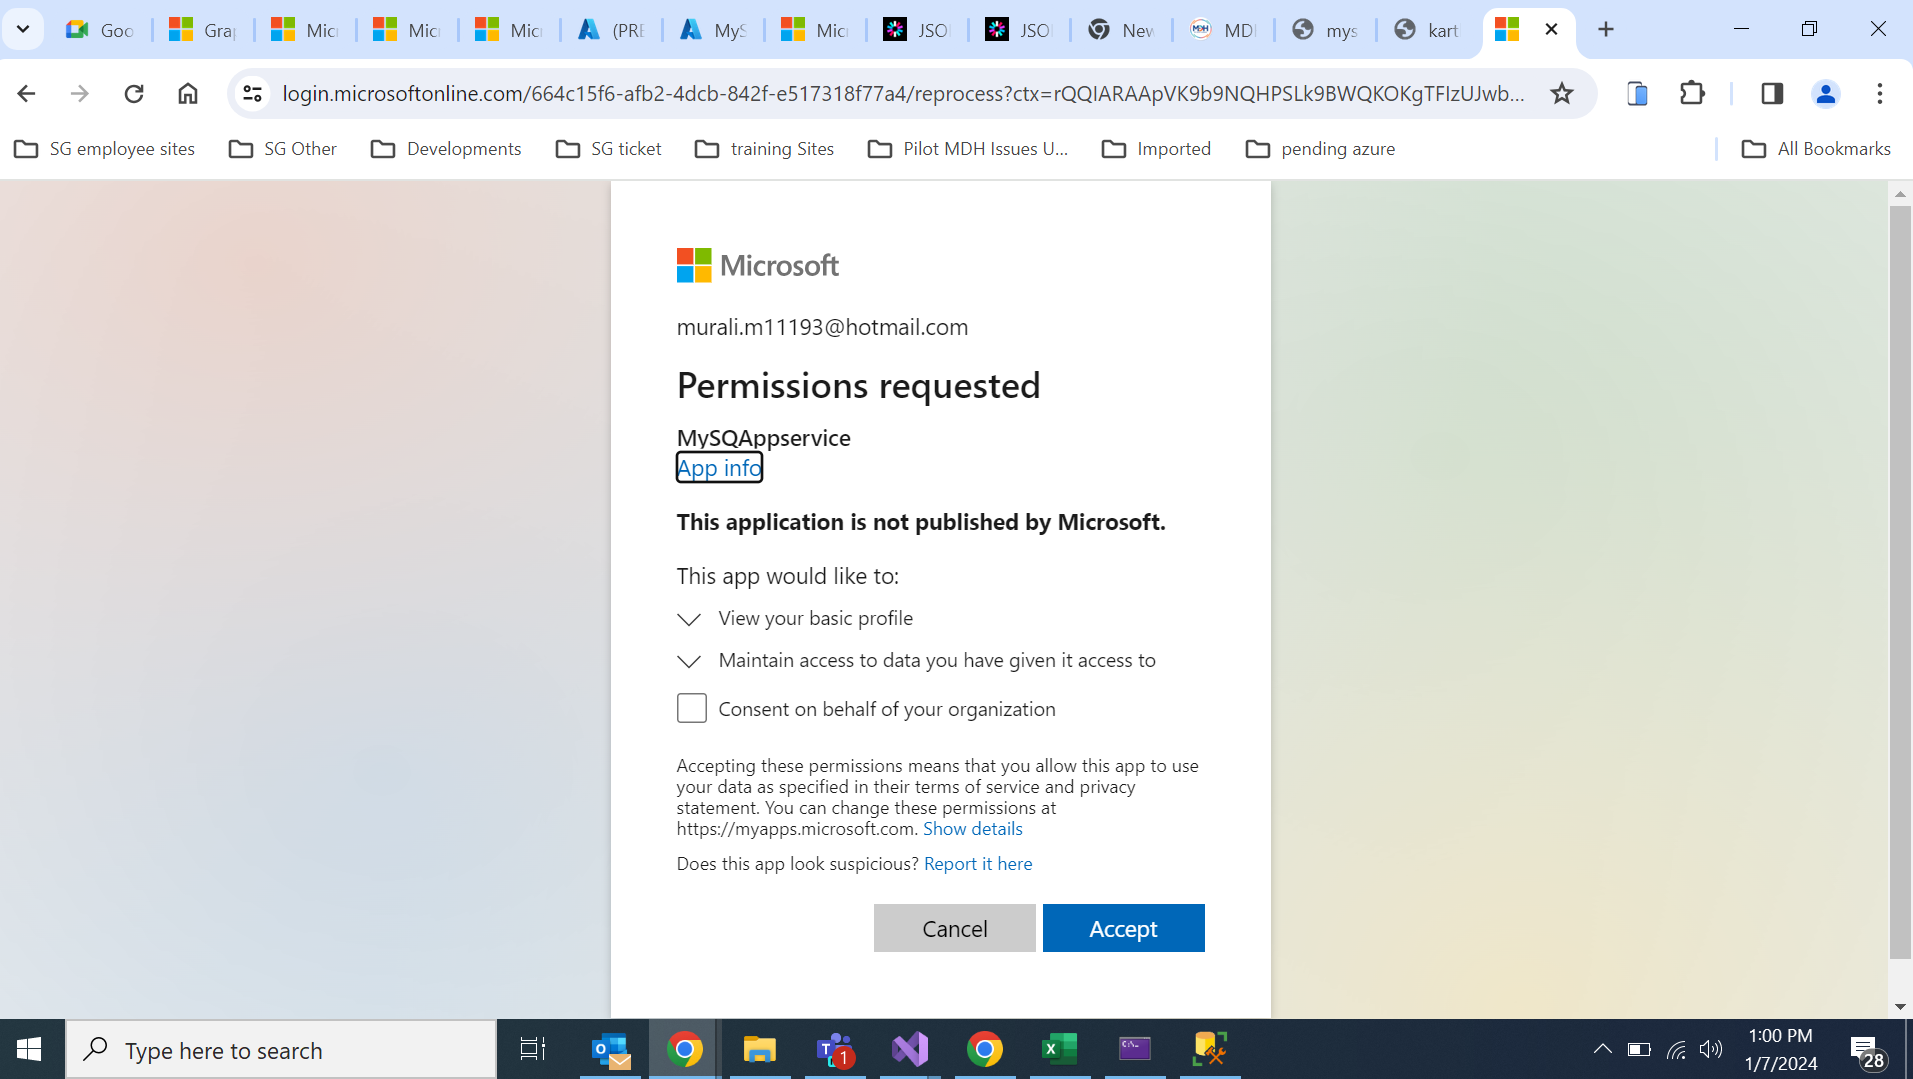 Goo
Grap
Micr
Micr
Micr
(PRE
MyS
Micr
JSO
JSO
New
MDH
mys
kart
login.microsoftonline.com/664c15f6-afb2-4dcb-842f-e517318f77a4/reprocess?ctx=rQQIARAApVK9b9NQHPSLk9BWQKOKgTFIzUJwb...
SG employee sites
SG Other
Developments
SG ticket
training Sites
Pilot MDH Issues U...
Imported
pending azure
All Bookmarks
Microsoft
murali.m11193@hotmail.com
Permissions requested
MySQAppservice
App info
This application is not published by Microsoft.
This app would like to:
View your basic profile
Maintain access to data you have given it access to
Consent on behalf of your organization
Accepting these permissions means that you allow this app to use
your data as specified in their terms of service and privacy
statement. You can change these permissions at
https://myapps.microsoft.com. Show details
Does this app look suspicious? Report it here
Cancel
Accept
Type here to search
1
1:00 PM
1/7/2024
28